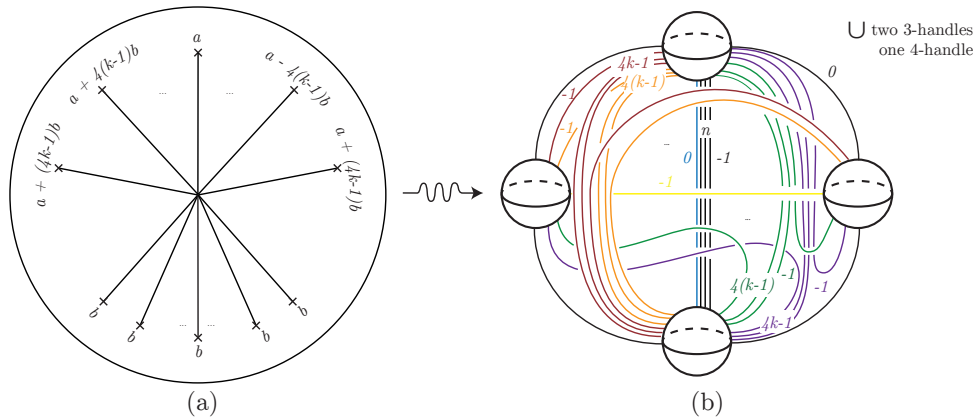 a
a + 4(k-1)b
a - 4(k-1)b
... ...
a + (4k-1)b
a + (4k-1)b
b
b
b
b
b
... ...
(a)
⋃ two 3-handles
one 4-handle
0
4k-1
4(k-1)
-1
-1
n
...
0
-1
-1
...
4(k-1)
-1
-1
4k-1
(b)